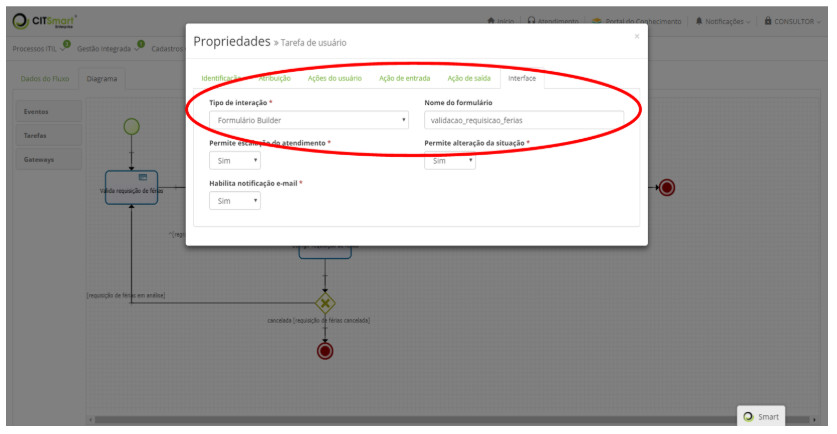 CITSmart
Enterprise
Início Atendimento Portal do Conhecimento Notificações CONSULTOR
Processos ITIL Gestão Integrada Cadastros
Propriedades » Tarefa de usuário ×
Dados do Fluxo Diagrama
Identificação Atribuição Ações do usuário Ação de entrada Ação de saída Interface
Tipo de interação * Nome do formulário
Formulário Builder validacao_requisicao_ferias
Permite escalação do atendimento * Permite alteração da situação *
Sim Sim
Habilita notificação e-mail *
Sim
Eventos
Tarefas
Gateways
Valida requisição de férias
[requisição de férias em análise]
cancelada [requisição de férias cancelada]
Smart